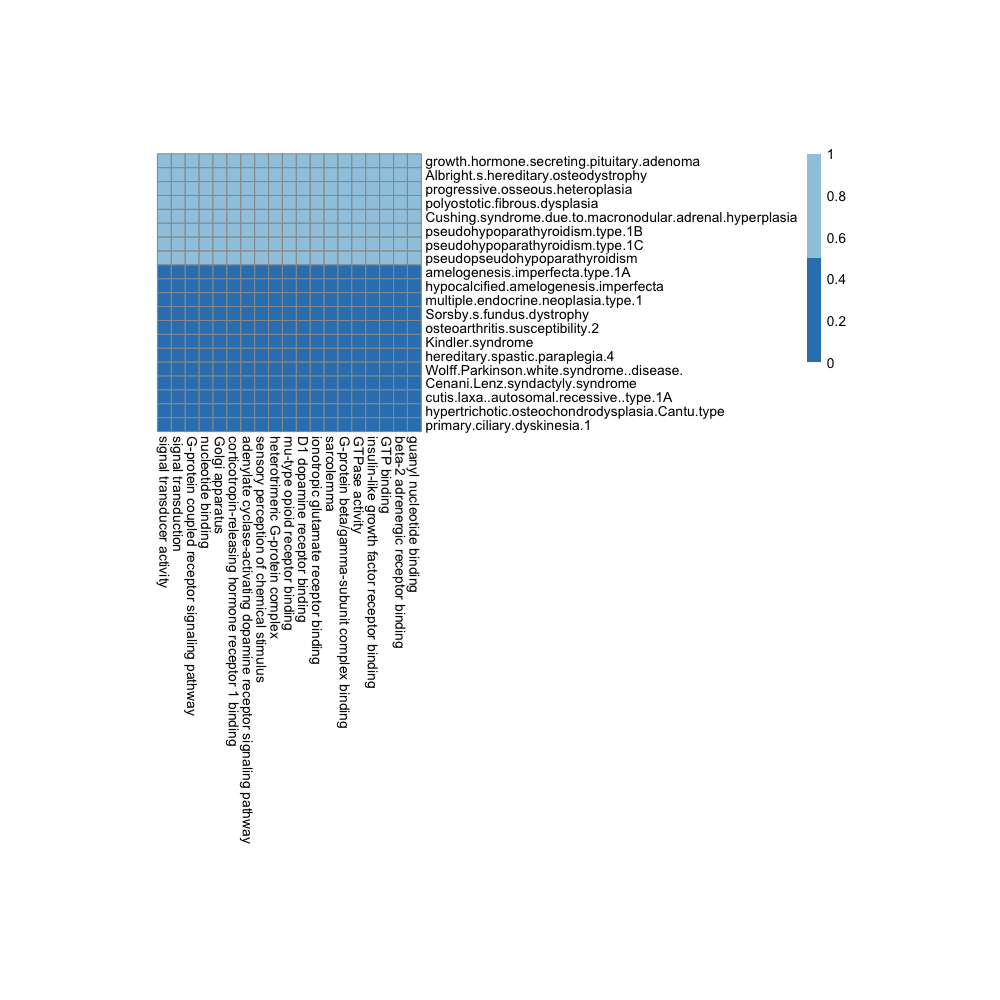 growth.hormone.secreting.pituitary.adenoma
Albright.s.hereditary.osteodystrophy
progressive.osseous.heteroplasia
polyostotic.fibrous.dysplasia
Cushing.syndrome.due.to.macronodular.adrenal.hyperplasia
pseudohypoparathyroidism.type.1B
pseudohypoparathyroidism.type.1C
pseudopseudohypoparathyroidism
amelogenesis.imperfecta.type.1A
hypocalcified.amelogenesis.imperfecta
multiple.endocrine.neoplasia.type.1
Sorsby.s.fundus.dystrophy
osteoarthritis.susceptibility.2
Kindler.syndrome
hereditary.spastic.paraplegia.4
Wolff.Parkinson.white.syndrome..disease.
Cenani.Lenz.syndactyly.syndrome
cutis.laxa..autosomal.recessive..type.1A
hypertrichotic.osteochondrodysplasia.Cantu.type
primary.ciliary.dyskinesia.1
1
0.8
0.6
0.4
0.2
0
signal transducer activity
signal transduction
G-protein coupled receptor signaling pathway
nucleotide binding
Golgi apparatus
corticotropin-releasing hormone receptor 1 binding
adenylate cyclase-activating dopamine receptor signaling pathway
sensory perception of chemical stimulus
heterotrimeric G-protein complex
mu-type opioid receptor binding
D1 dopamine receptor binding
ionotropic glutamate receptor binding
sarcolemma
G-protein beta/gamma-subunit complex binding
GTPase activity
insulin-like growth factor receptor binding
GTP binding
beta-2 adrenergic receptor binding
guanyl nucleotide binding